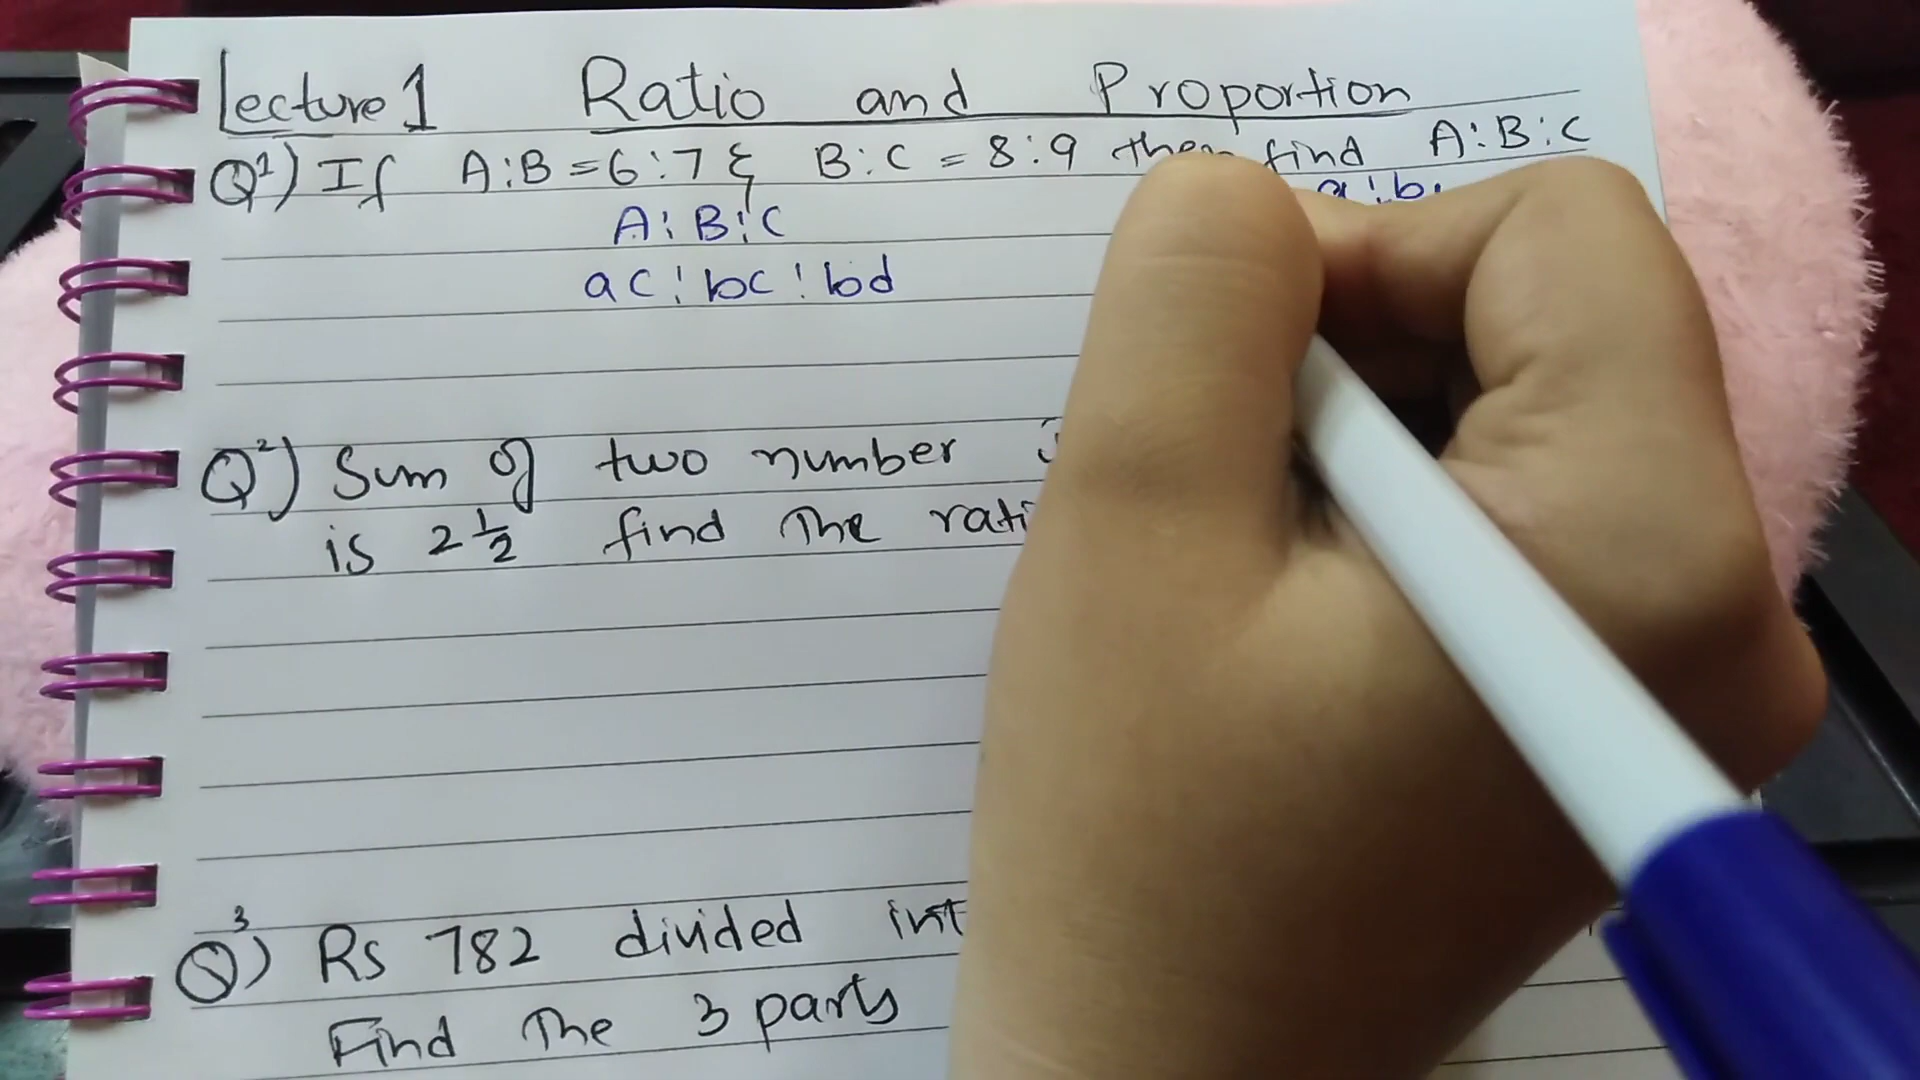 Lecture 1 Ratio and Proportion
Q1) If A:B = 6:7 & B:C = 8:9 then find A:B:C
a:b:
A:B:C
ac:bc:bd
Q2) Sum of two number
is 2 1/2 find The
Q3) Rs 782 divided
Find The 3 parts